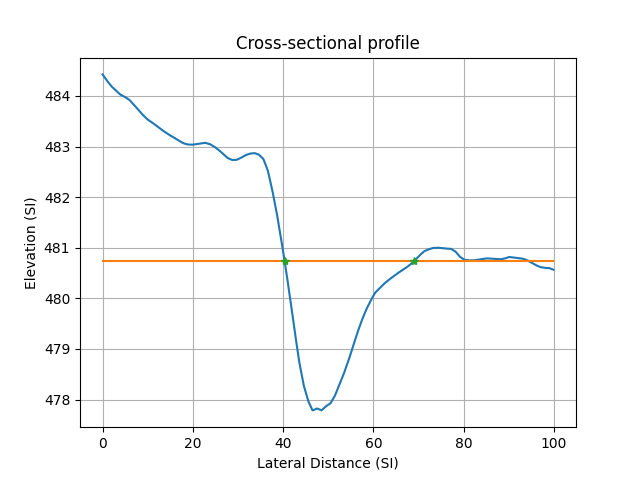 Cross-sectional profile
Elevation (SI)
484
483
482
481
480
479
478
0 20 40 60 80 100
Lateral Distance (SI)